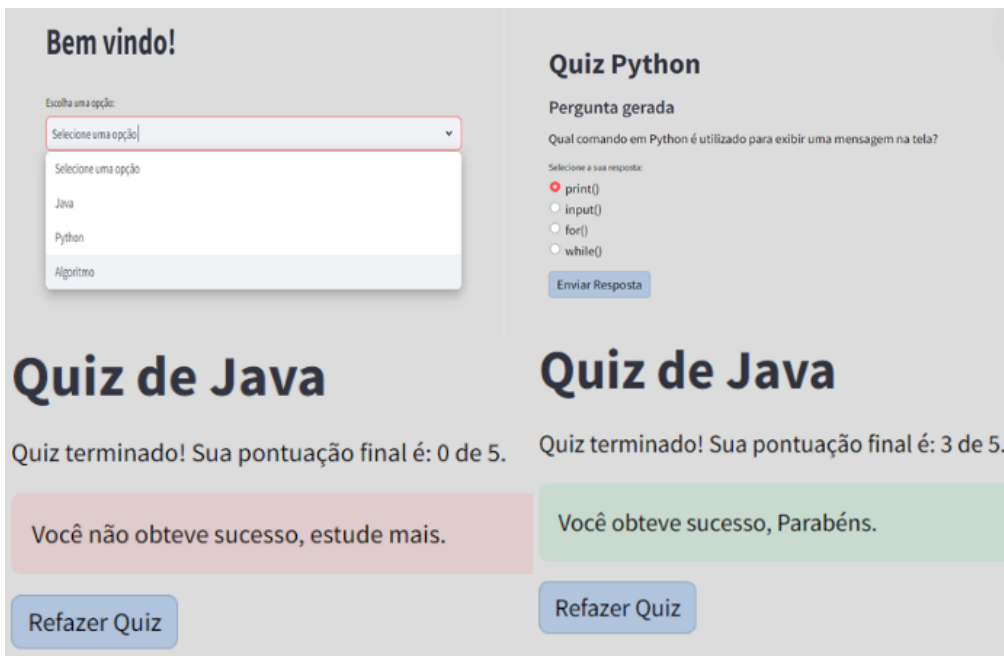 Bem vindo!
Escolha uma opção:
Selecione uma opção
Selecione uma opção
Java
Python
Algoritmo
Quiz Python
Pergunta gerada
Qual comando em Python é utilizado para exibir uma mensagem na tela?
Selecione a sua resposta:
print()
input()
for()
while()
Enviar Resposta
Quiz de Java
Quiz terminado! Sua pontuação final é: 0 de 5.
Você não obteve sucesso, estude mais.
Refazer Quiz
Quiz de Java
Quiz terminado! Sua pontuação final é: 3 de 5.
Você obteve sucesso, Parabéns.
Refazer Quiz